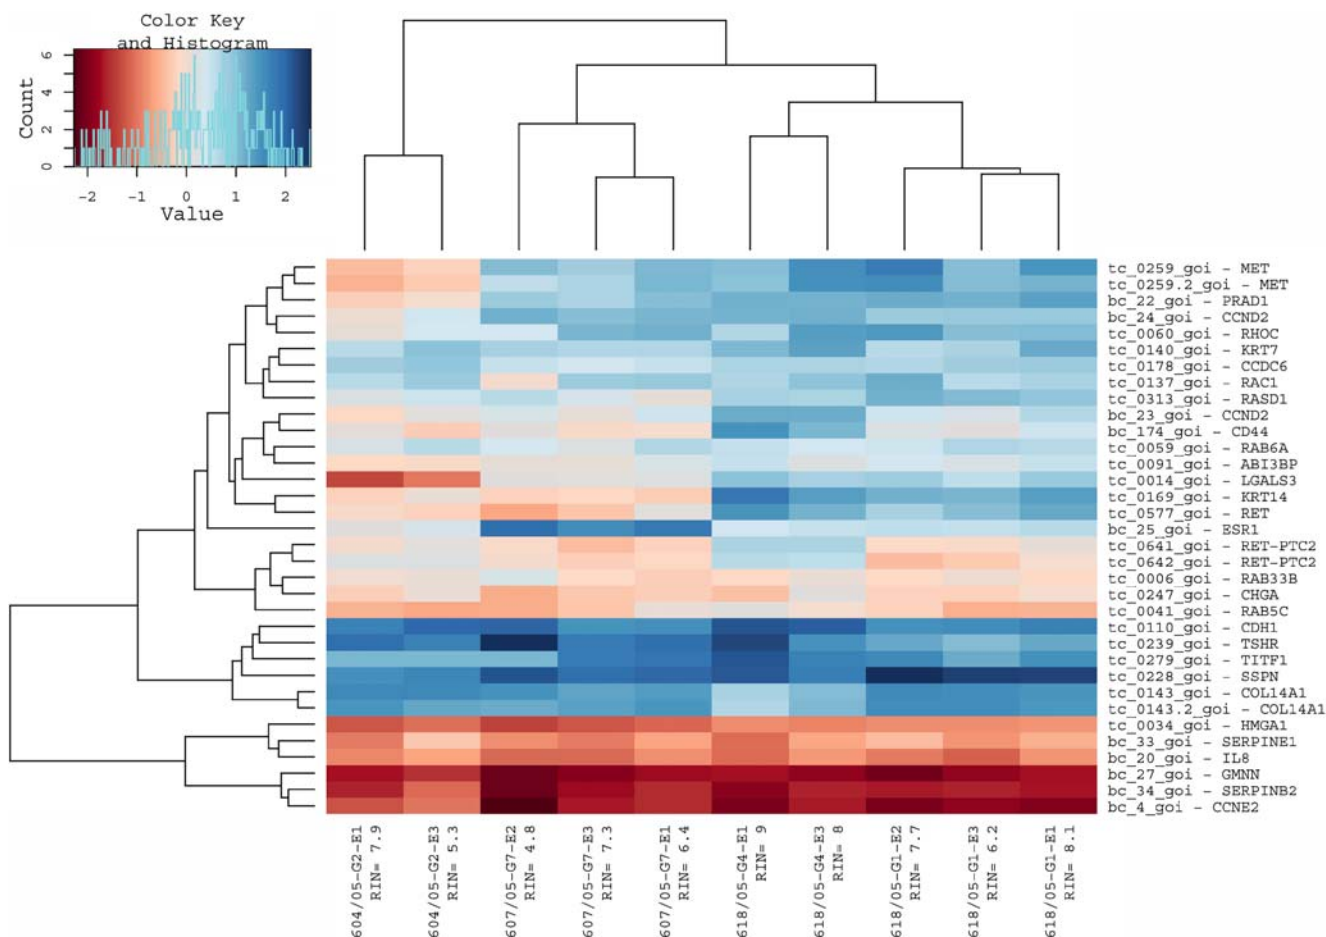 Color Key
and Histogram
Count
0 2 4 6
-2 -1 0 1 2
Value
tc_0259_goi - MET
tc_0259.2_goi - MET
bc_22_goi - PRAD1
bc_24_goi - CCND2
tc_0060_goi - RHOC
tc_0140_goi - KRT7
tc_0178_goi - CCDC6
tc_0137_goi - RAC1
tc_0313_goi - RASD1
bc_23_goi - CCND2
bc_174_goi - CD44
tc_0059_goi - RAB6A
tc_0091_goi - ABI3BP
tc_0014_goi - LGALS3
tc_0169_goi - KRT14
tc_0577_goi - RET
bc_25_goi - ESR1
tc_0641_goi - RET-PTC2
tc_0642_goi - RET-PTC2
tc_0006_goi - RAB33B
tc_0247_goi - CHGA
tc_0041_goi - RAB5C
tc_0110_goi - CDH1
tc_0239_goi - TSHR
tc_0279_goi - TITF1
tc_0228_goi - SSPN
tc_0143_goi - COL14A1
tc_0143.2_goi - COL14A1
tc_0034_goi - HMGA1
bc_33_goi - SERPINE1
bc_20_goi - IL8
bc_27_goi - GMNN
bc_34_goi - SERPINB2
bc_4_goi - CCNE2
604/05-G2-E1
RIN= 7.9
604/05-G2-E3
RIN= 5.3
607/05-G7-E2
RIN= 4.8
607/05-G7-E3
RIN= 7.3
607/05-G7-E1
RIN= 6.4
618/05-G4-E1
RIN= 9
618/05-G4-E3
RIN= 8
618/05-G1-E2
RIN= 7.7
618/05-G1-E3
RIN= 6.2
618/05-G1-E1
RIN= 8.1